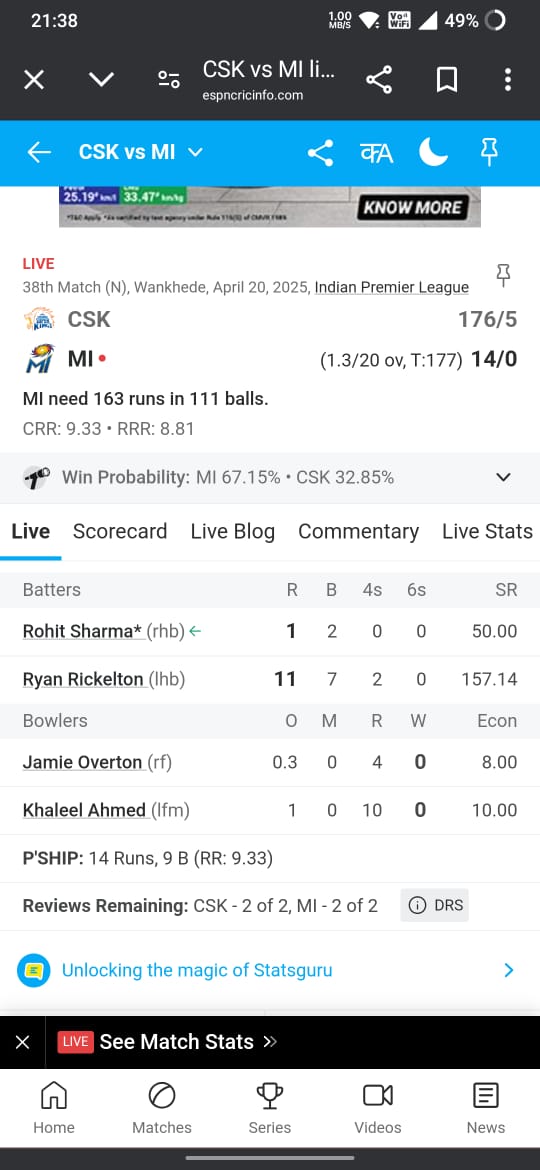 21:38
1.00 MB/S
Vo WiFi
49%
CSK vs MI li...
espncricinfo.com
CSK vs MI
कA
25.19 km/l 33.47 km/kg
KNOW MORE
LIVE
38th Match (N), Wankhede, April 20, 2025, Indian Premier League
CSK 176/5
MI (1.3/20 ov, T:177) 14/0
MI need 163 runs in 111 balls.
CRR: 9.33 • RRR: 8.81
Win Probability: MI 67.15% • CSK 32.85%
Live Scorecard Live Blog Commentary Live Stats
Batters R B 4s 6s SR
Rohit Sharma* (rhb) 1 2 0 0 50.00
Ryan Rickelton (lhb) 11 7 2 0 157.14
Bowlers O M R W Econ
Jamie Overton (rf) 0.3 0 4 0 8.00
Khaleel Ahmed (lfm) 1 0 10 0 10.00
P'SHIP: 14 Runs, 9 B (RR: 9.33)
Reviews Remaining: CSK - 2 of 2, MI - 2 of 2 DRS
Unlocking the magic of Statsguru
LIVE See Match Stats
Home Matches Series Videos News